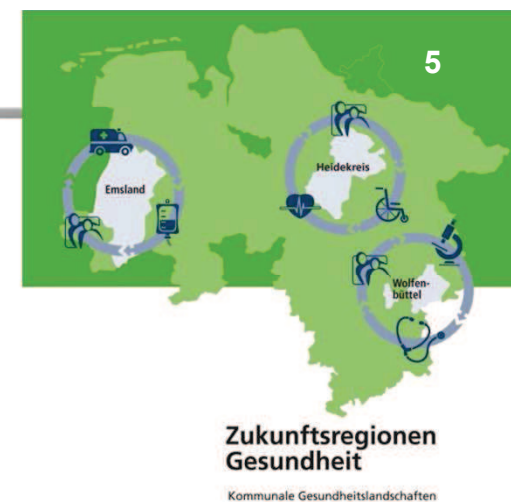 5
Heidekreis
Emsland
Wolfen-
büttel
Zukunftsregionen
Gesundheit
Kommunale Gesundheitslandschaften